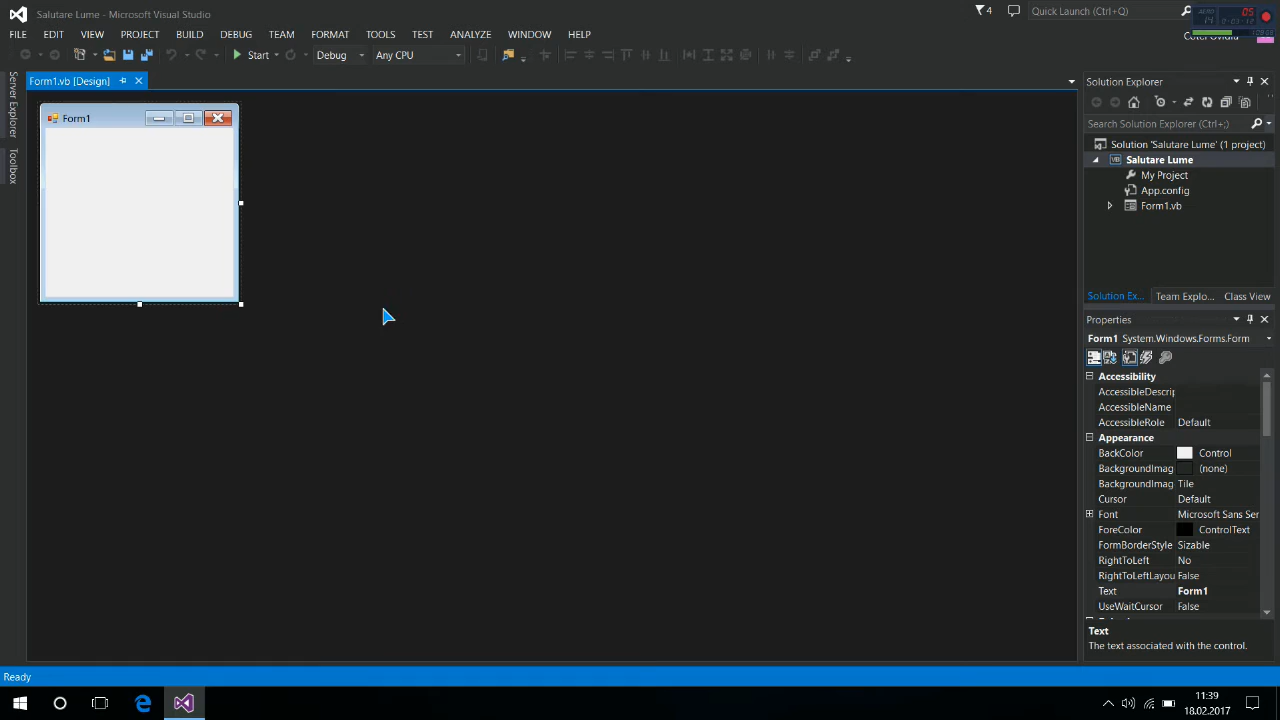 Salutare Lume - Microsoft Visual Studio
4
Quick Launch (Ctrl+;)
FILE EDIT VIEW PROJECT BUILD DEBUG TEAM FORMAT TOOLS TEST ANALYZE WINDOW HELP
Start Debug Any CPU
Form1.vb [Design]
Server Explorer
Toolbox
Form1
Solution Explorer
Search Solution Explorer (Ctrl+;)
Solution 'Salutare Lume' (1 project)
VB Salutare Lume
My Project
App.config
Form1.vb
Solution Ex... Team Explo... Class View
Properties
Form1 System.Windows.Forms.Form
Accessibility
AccessibleDescrip
AccessibleName
AccessibleRole Default
Appearance
BackColor Control
BackgroundImag (none)
BackgroundImag Tile
Cursor Default
Font Microsoft Sans Ser
ForeColor ControlText
FormBorderStyle Sizable
RightToLeft No
RightToLeftLayou False
Text Form1
UseWaitCursor False
Text
The text associated with the control.
Ready
11:39
18.02.2017